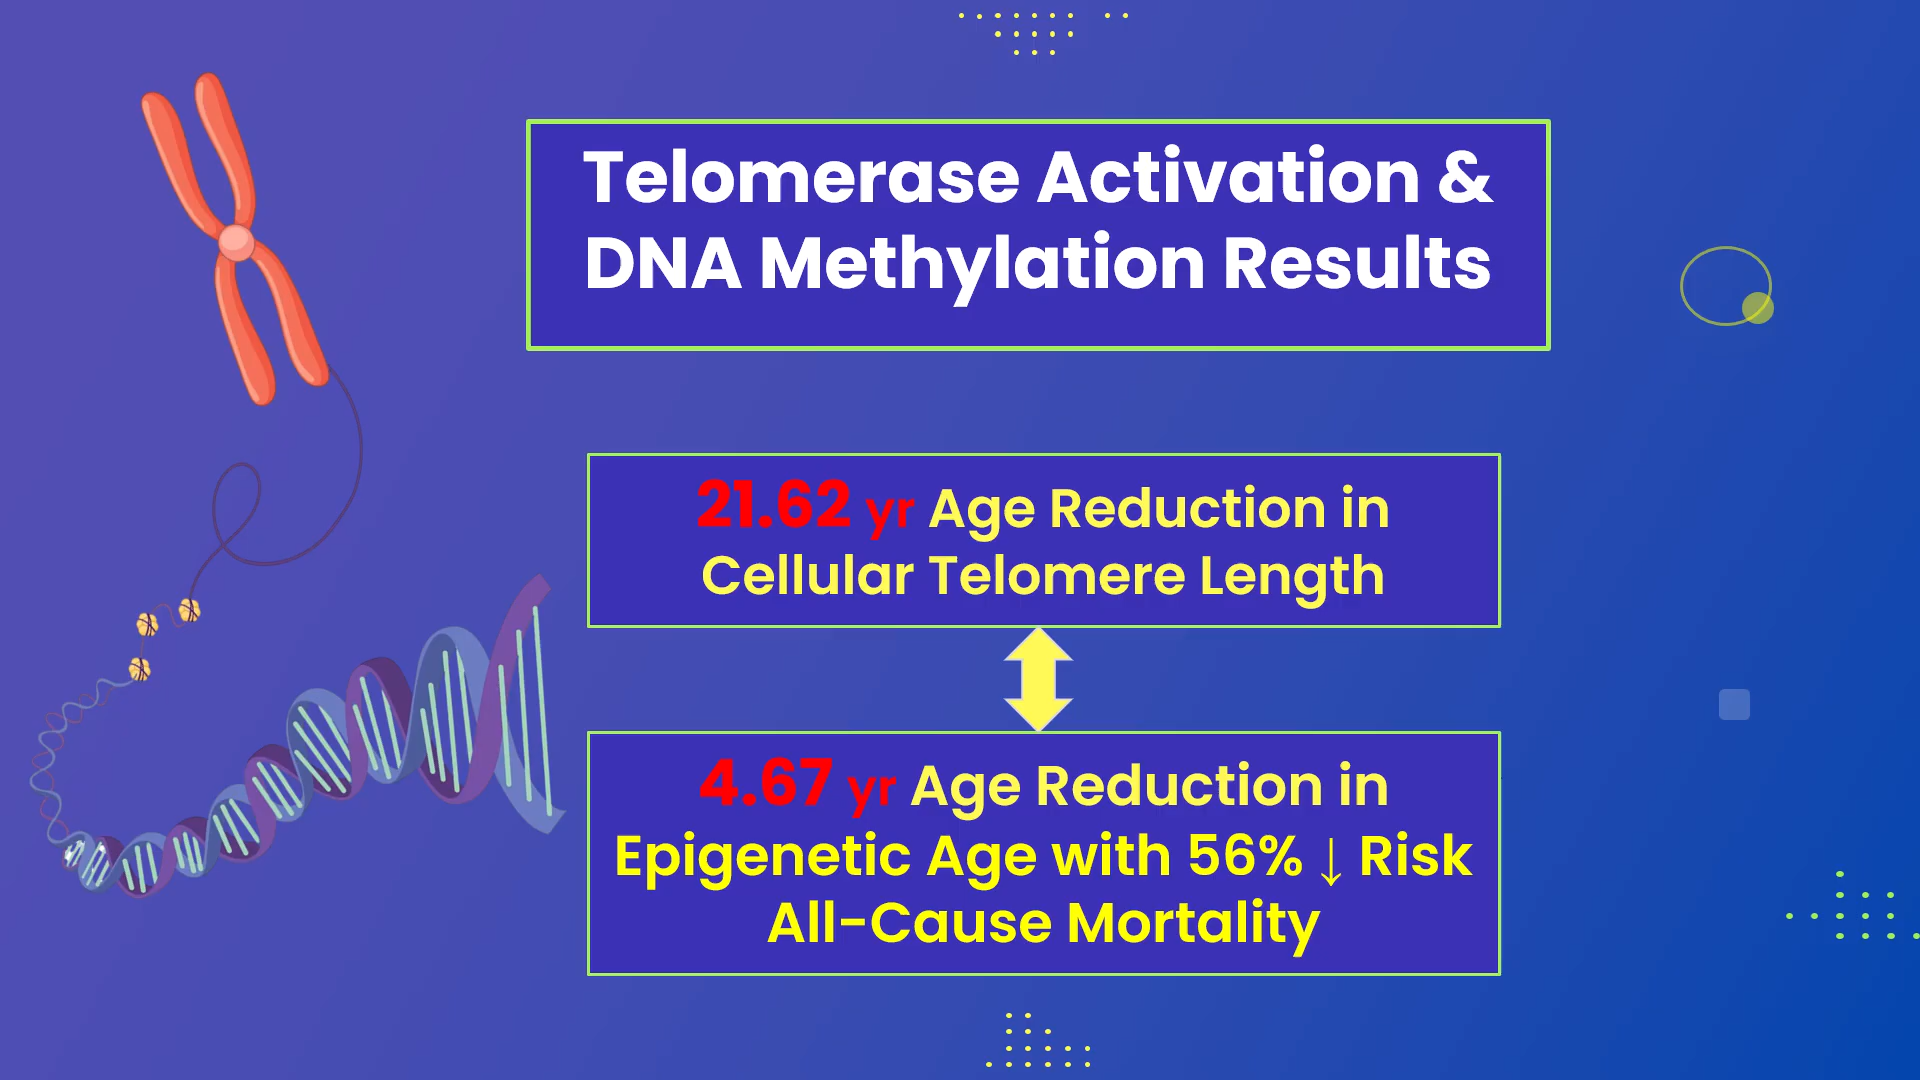 Telomerase Activation &
DNA Methylation Results
21.62 yr Age Reduction in
Cellular Telomere Length
4.67 yr Age Reduction in
Epigenetic Age with 56% ↓ Risk
All-Cause Mortality